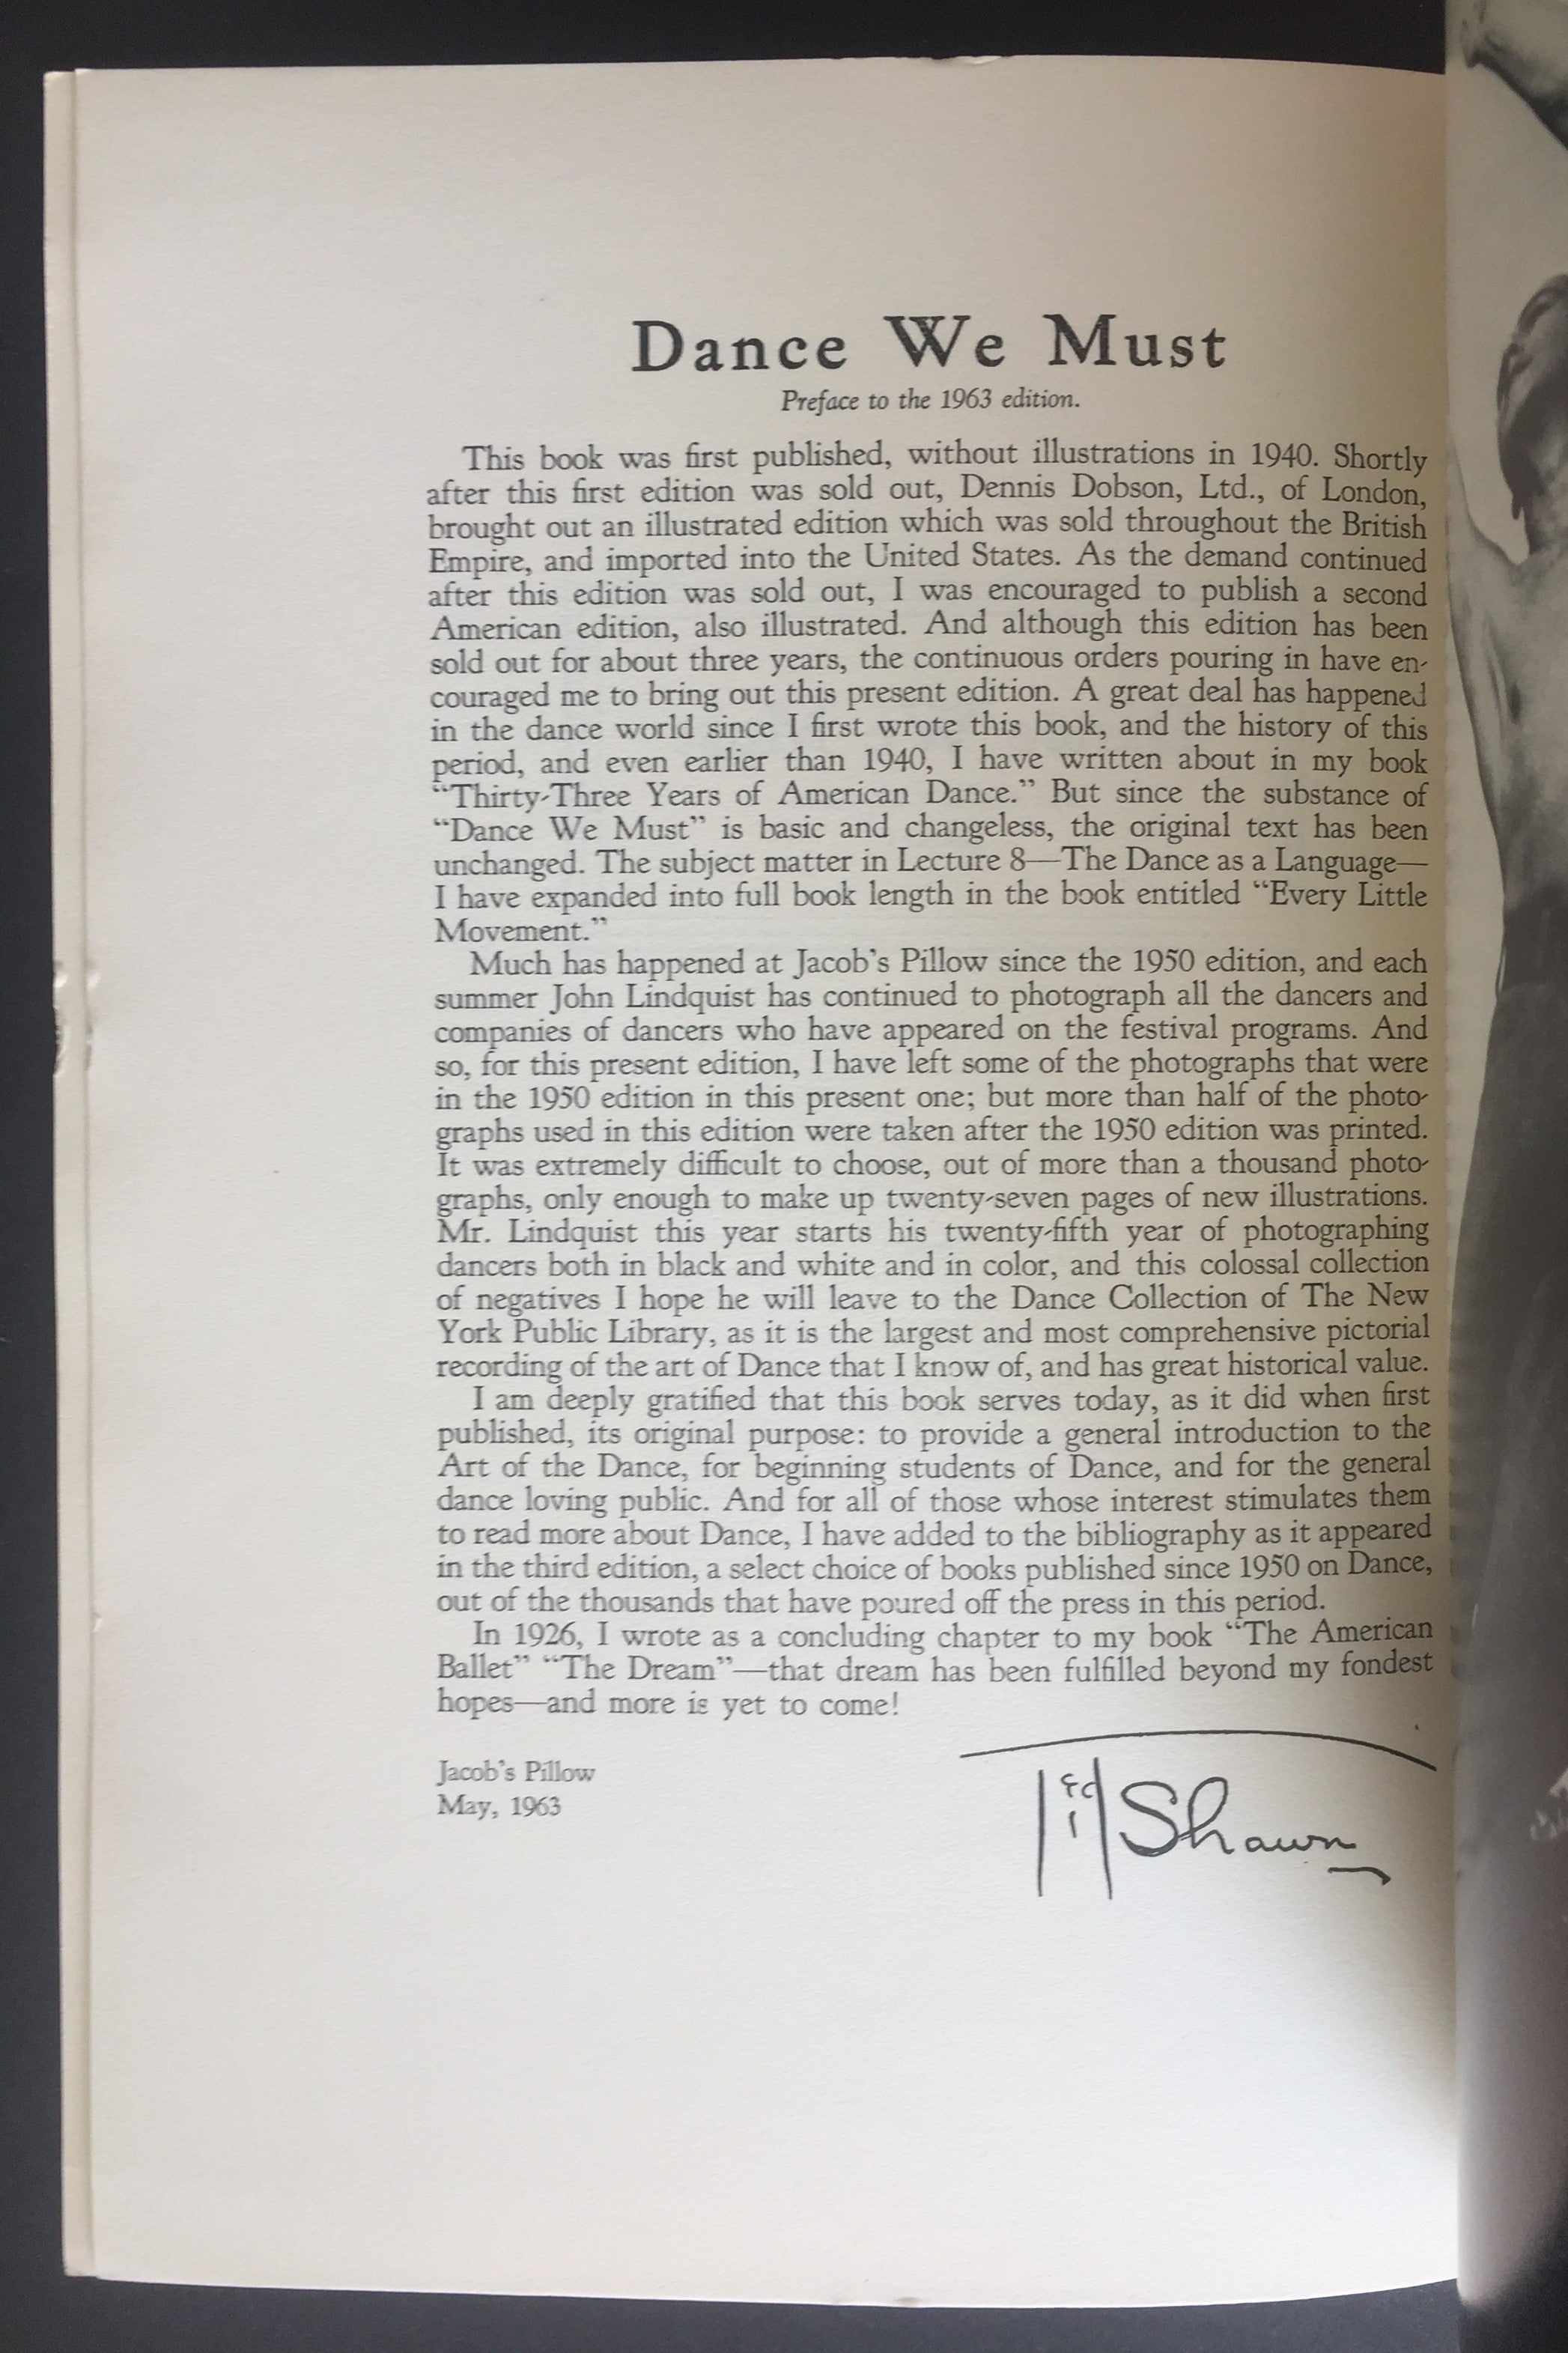 Dance We Must
Preface to the 1963 edition.
This book was first published, without illustrations in 1940. Shortly
after this first edition was sold out, Dennis Dobson, Ltd., of London,
brought out an illustrated edition which was sold throughout the British
Empire, and imported into the United States. As the demand continued
after this edition was sold out, I was encouraged to publish a second
American edition, also illustrated. And although this edition has been
sold out for about three years, the continuous orders pouring in have en-
couraged me to bring out this present edition. A great deal has happened
in the dance world since I first wrote this book, and the history of this
period, and even earlier than 1940, I have written about in my book
“Thirty-Three Years of American Dance.” But since the substance of
“Dance We Must” is basic and changeless, the original text has been
unchanged. The subject matter in Lecture 8—The Dance as a Language—
I have expanded into full book length in the book entitled “Every Little
Movement.”
Much has happened at Jacob’s Pillow since the 1950 edition, and each
summer John Lindquist has continued to photograph all the dancers and
companies of dancers who have appeared on the festival programs. And
so, for this present edition, I have left some of the photographs that were
in the 1950 edition in this present one; but more than half of the photo-
graphs used in this edition were taken after the 1950 edition was printed.
It was extremely difficult to choose, out of more than a thousand photo-
graphs, only enough to make up twenty-seven pages of new illustrations.
Mr. Lindquist this year starts his twenty-fifth year of photographing
dancers both in black and white and in color, and this colossal collection
of negatives I hope he will leave to the Dance Collection of The New
York Public Library, as it is the largest and most comprehensive pictorial
recording of the art of Dance that I know of, and has great historical value.
I am deeply gratified that this book serves today, as it did when first
published, its original purpose: to provide a general introduction to the
Art of the Dance, for beginning students of Dance, and for the general
dance loving public. And for all of those whose interest stimulates them
to read more about Dance, I have added to the bibliography as it appeared
in the third edition, a select choice of books published since 1950 on Dance,
out of the thousands that have poured off the press in this period.
In 1926, I wrote as a concluding chapter to my book “The American
Ballet” “The Dream”—that dream has been fulfilled beyond my fondest
hopes—and more is yet to come!
Jacob’s Pillow
May, 1963
Ted Shawn